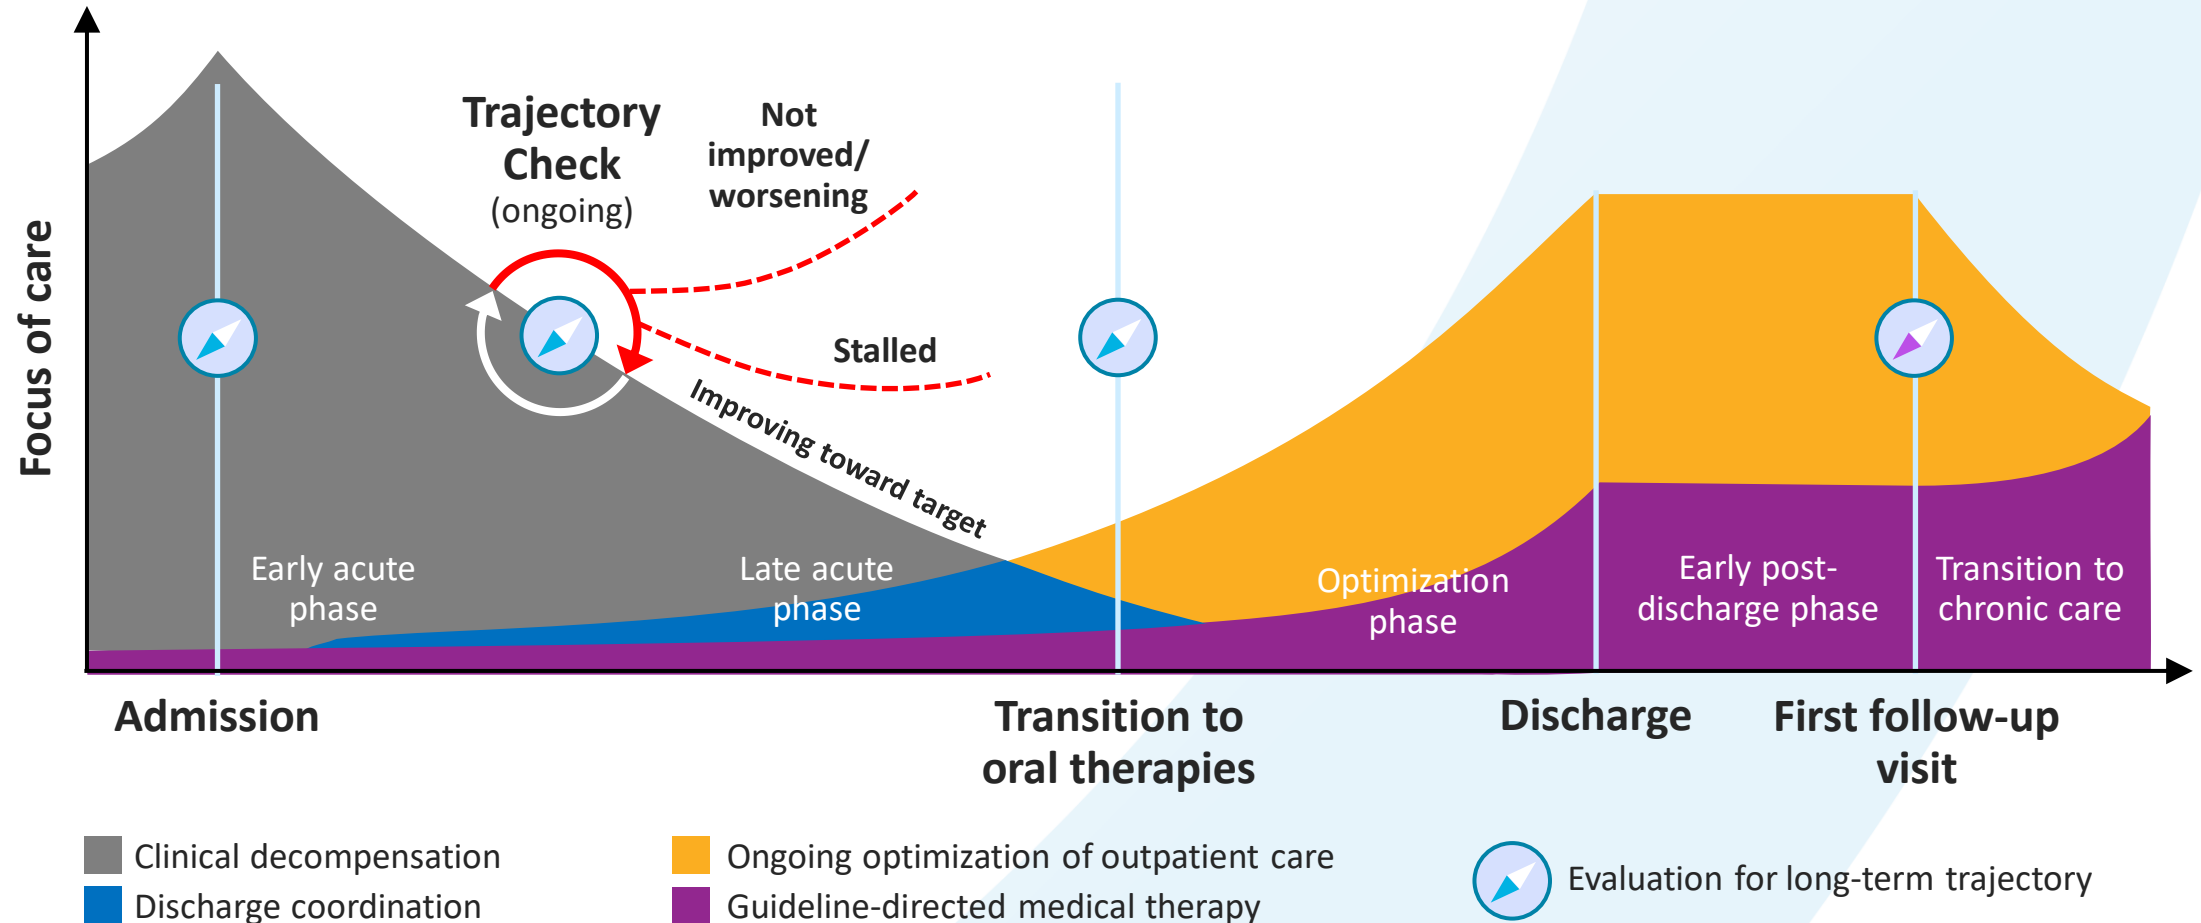 Focus of care
Trajectory
Check
(ongoing)
Not
improved/
worsening
Stalled
Improving toward target
Early acute
phase
Late acute
phase
Optimization
phase
Early post-
discharge phase
Transition to
chronic care
Admission
Transition to
oral therapies
Discharge
First follow-up
visit
Clinical decompensation
Discharge coordination
Ongoing optimization of outpatient care
Guideline-directed medical therapy
Evaluation for long-term trajectory